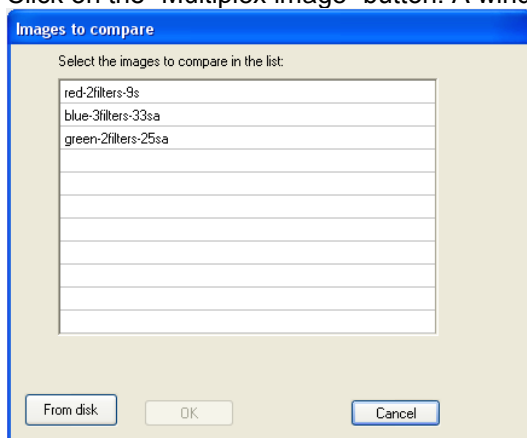 Click on the "Multiplex image" button. A wind
Images to compare
Select the images to compare in the list:
red-2filters-9s
blue-3filters-33sa
green-2filters-25sa
From disk
OK
Cancel